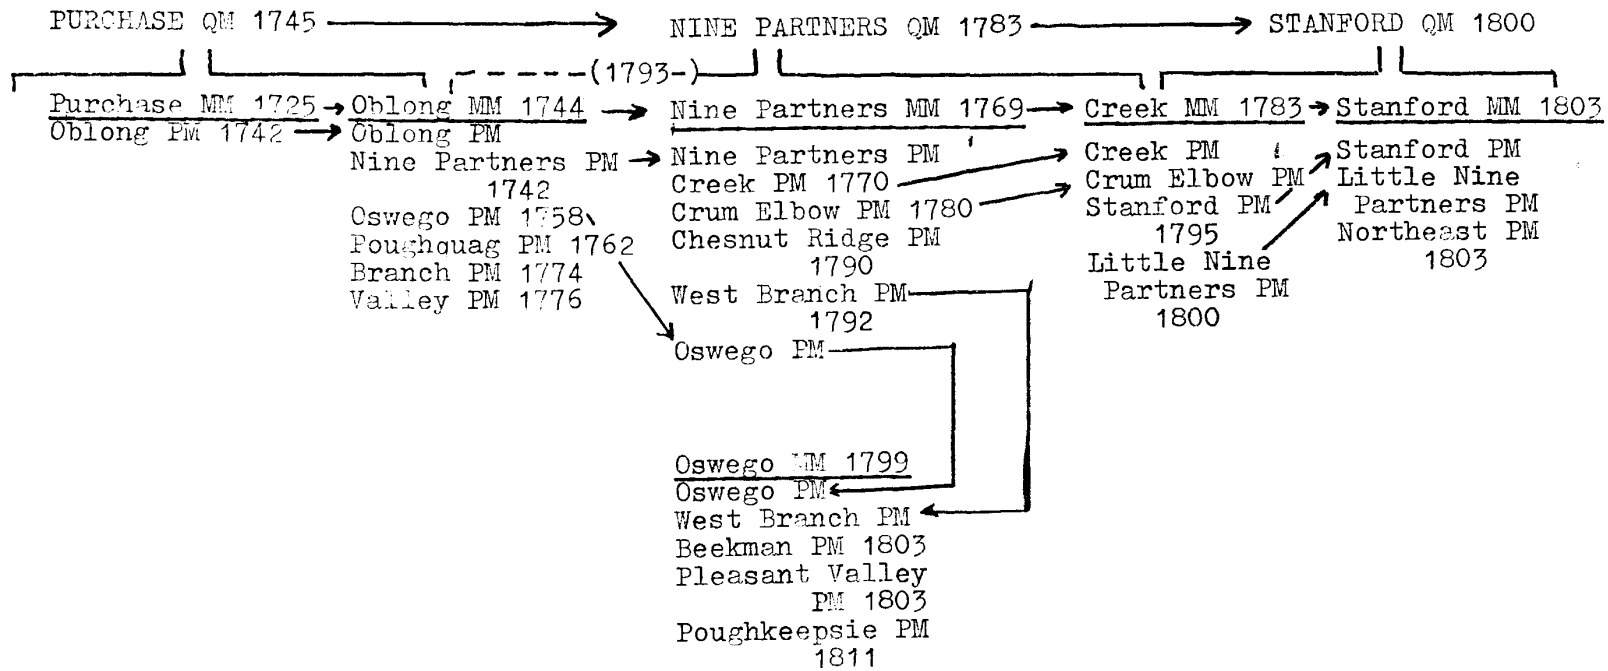 PURCHASE QM 1745
NINE PARTNERS QM 1783
STANFORD QM 1800
(1793-)
Purchase MM 1725
Oblong PM 1742
Oblong MM 1744
Oblong PM
Nine Partners PM
1742
Oswego PM 1758
Poughquag PM 1762
Branch PM 1774
Valley PM 1776
Nine Partners MM 1769
Nine Partners PM
Creek PM 1770
Crum Elbow PM 1780
Chesnut Ridge PM
1790
West Branch PM
1792
Oswego PM
Oswego MM 1799
Oswego PM
West Branch PM
Beekman PM 1803
Pleasant Valley
PM 1803
Poughkeepsie PM
1811
Creek MM 1783
Creek PM
Crum Elbow PM
Stanford PM
1795
Little Nine
Partners PM
1800
Stanford MM 1803
Stanford PM
Little Nine
Partners PM
Northeast PM
1803